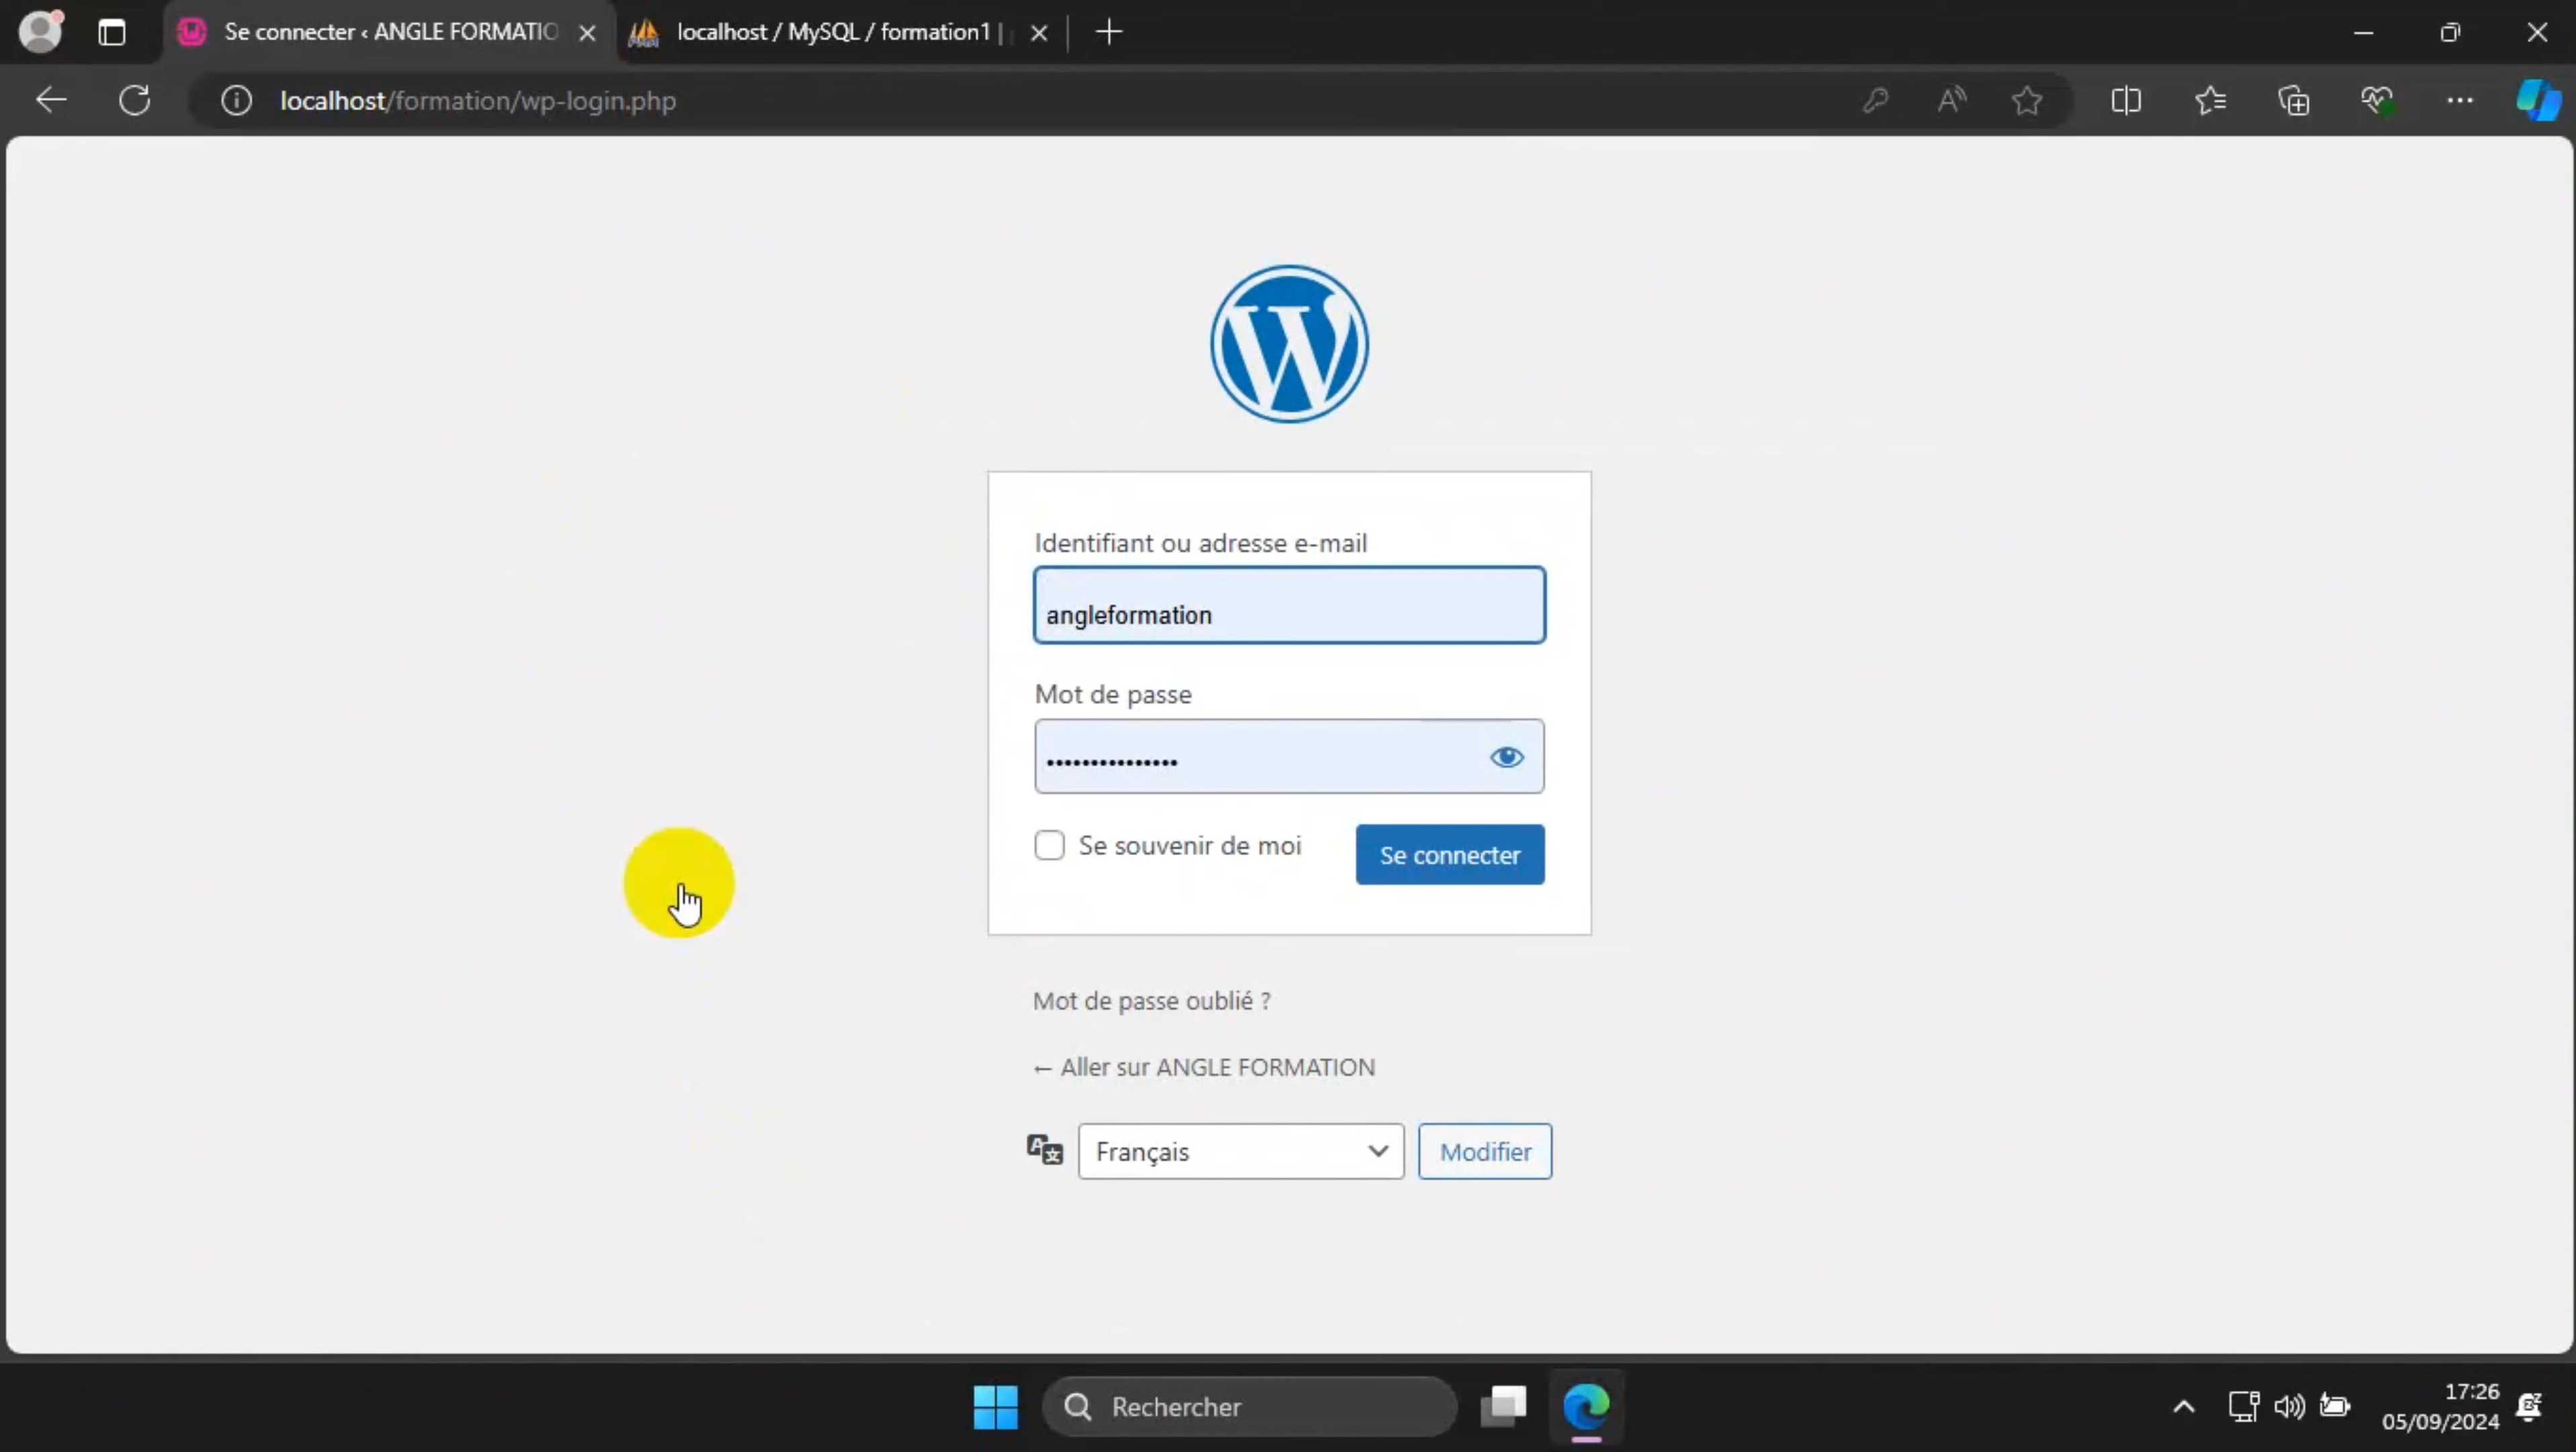 Se connecter ‹ ANGLE FORMATIO
localhost / MySQL / formation1 |
localhost/formation/wp-login.php
Identifiant ou adresse e-mail
angleformation
Mot de passe
•••••••••••••••
Se souvenir de moi
Se connecter
Mot de passe oublié ?
← Aller sur ANGLE FORMATION
Français
Modifier
Rechercher
17:26
05/09/2024